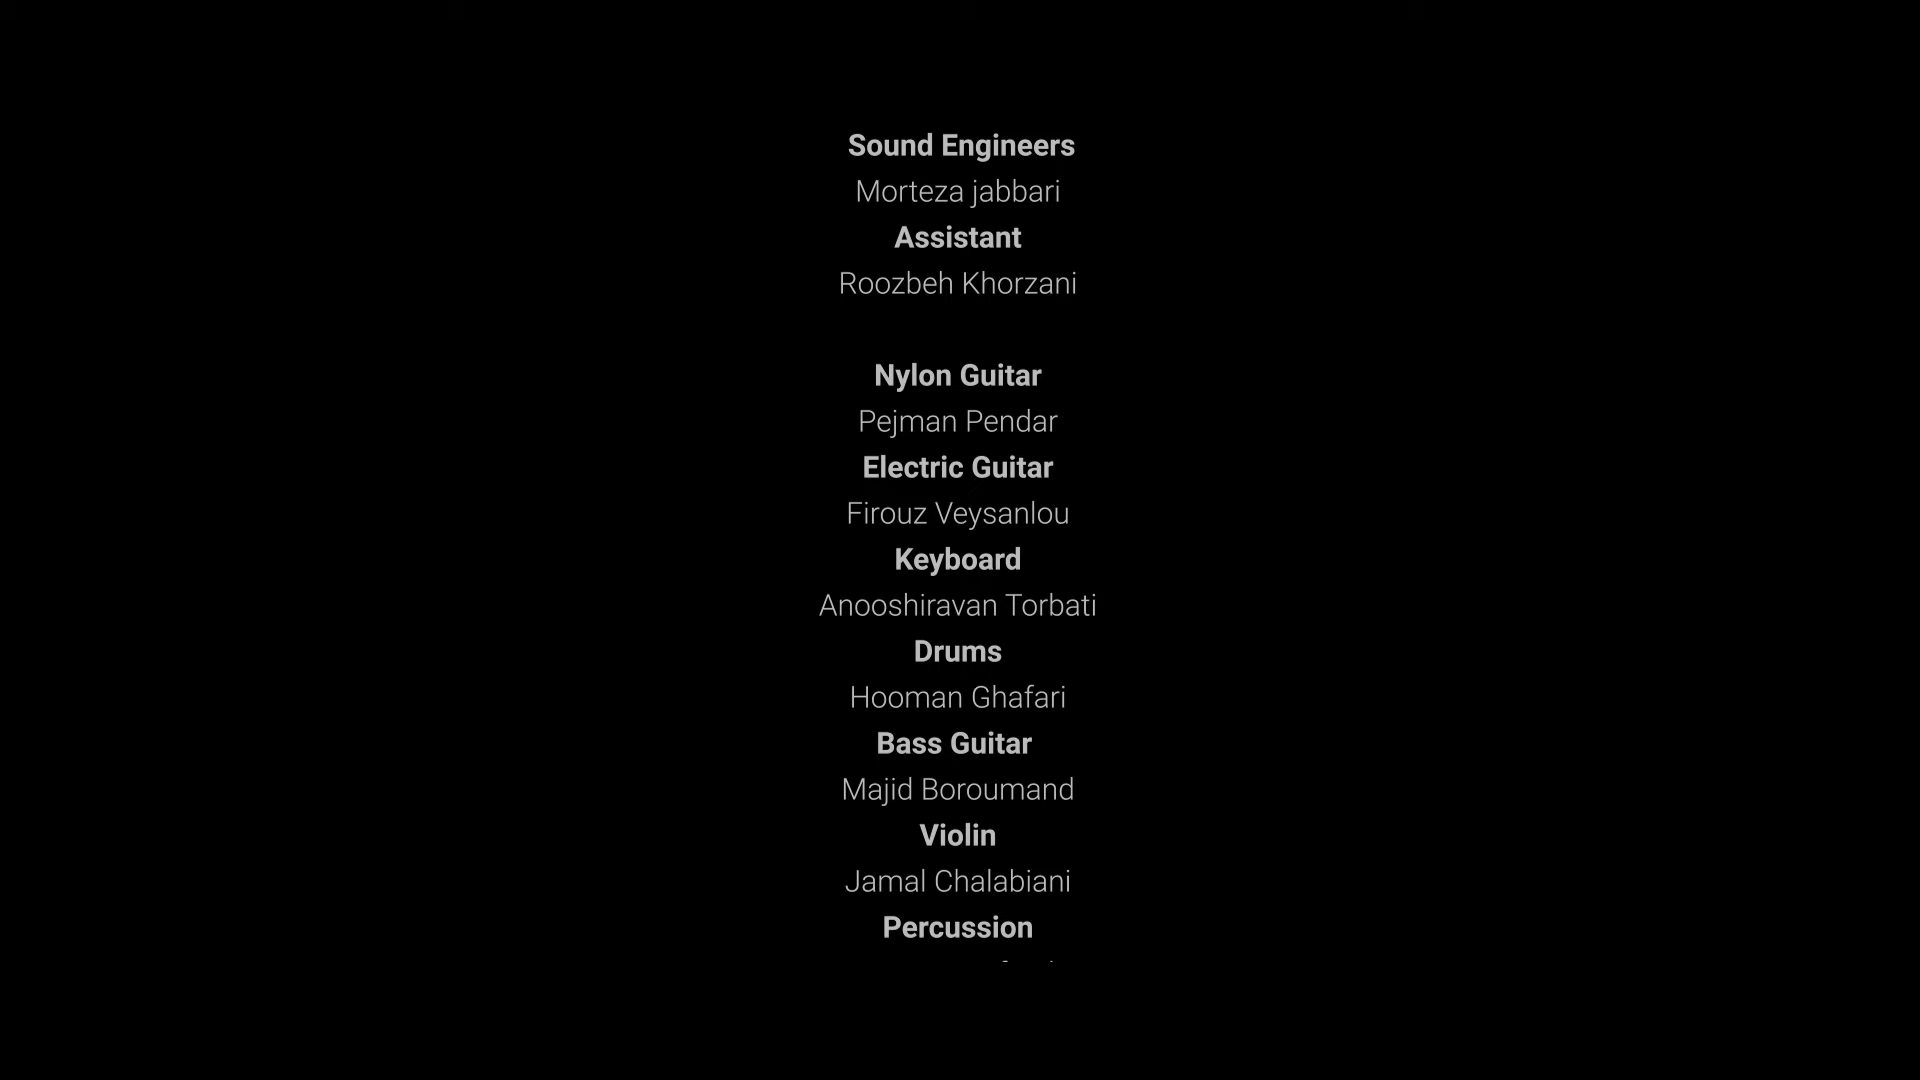 Sound Engineers
Morteza jabbari
Assistant
Roozbeh Khorzani
Nylon Guitar
Pejman Pendar
Electric Guitar
Firouz Veysanlou
Keyboard
Anooshiravan Torbati
Drums
Hooman Ghafari
Bass Guitar
Majid Boroumand
Violin
Jamal Chalabiani
Percussion